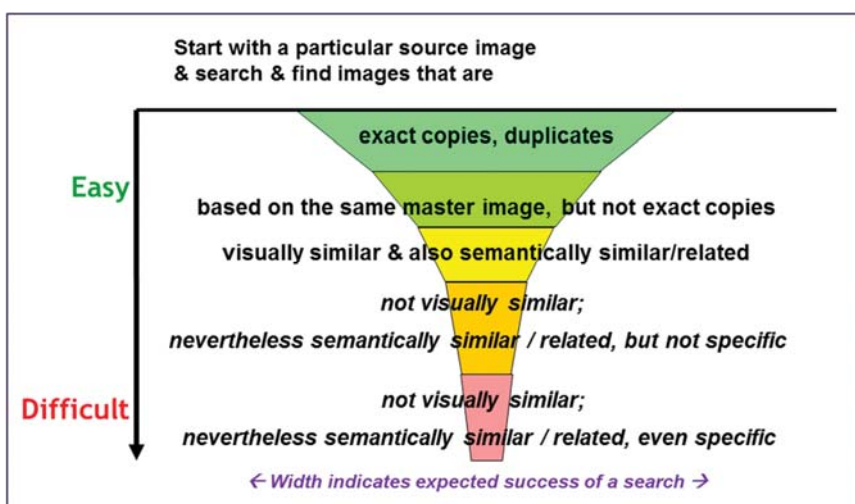 Start with a particular source image
& search & find images that are
exact copies, duplicates
Easy
based on the same master image, but not exact copies
visually similar & also semantically similar/related
not visually similar;
nevertheless semantically similar / related, but not specific
not visually similar;
Difficult
nevertheless semantically similar / related, even specific
← Width indicates expected success of a search →